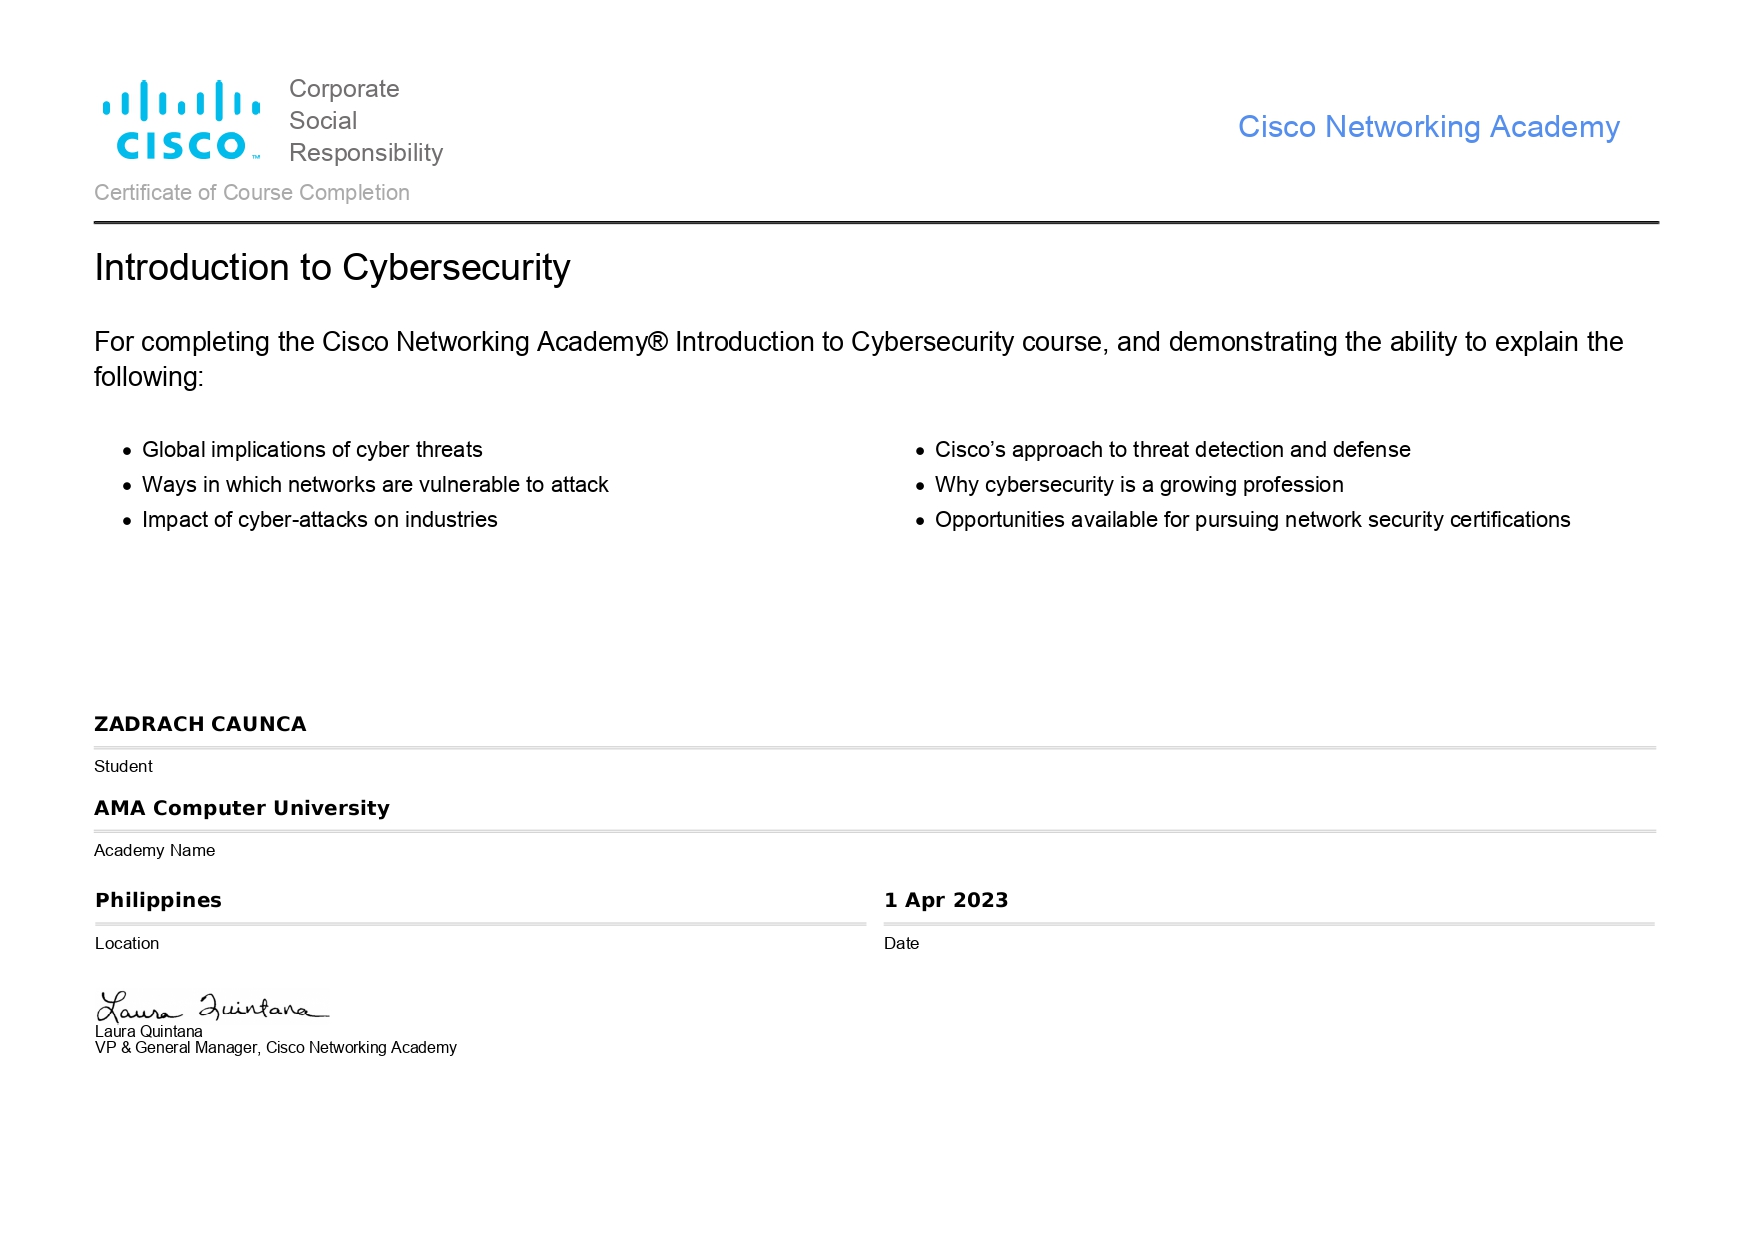 CISCO ™
Corporate
Social
Responsibility
Cisco Networking Academy
Certificate of Course Completion
Introduction to Cybersecurity
For completing the Cisco Networking Academy® Introduction to Cybersecurity course, and demonstrating the ability to explain the
following:
• Global implications of cyber threats
• Ways in which networks are vulnerable to attack
• Impact of cyber-attacks on industries
• Cisco’s approach to threat detection and defense
• Why cybersecurity is a growing profession
• Opportunities available for pursuing network security certifications
ZADRACH CAUNCA
Student
AMA Computer University
Academy Name
Philippines
Location
1 Apr 2023
Date
Laura Quintana
Laura Quintana
VP & General Manager, Cisco Networking Academy